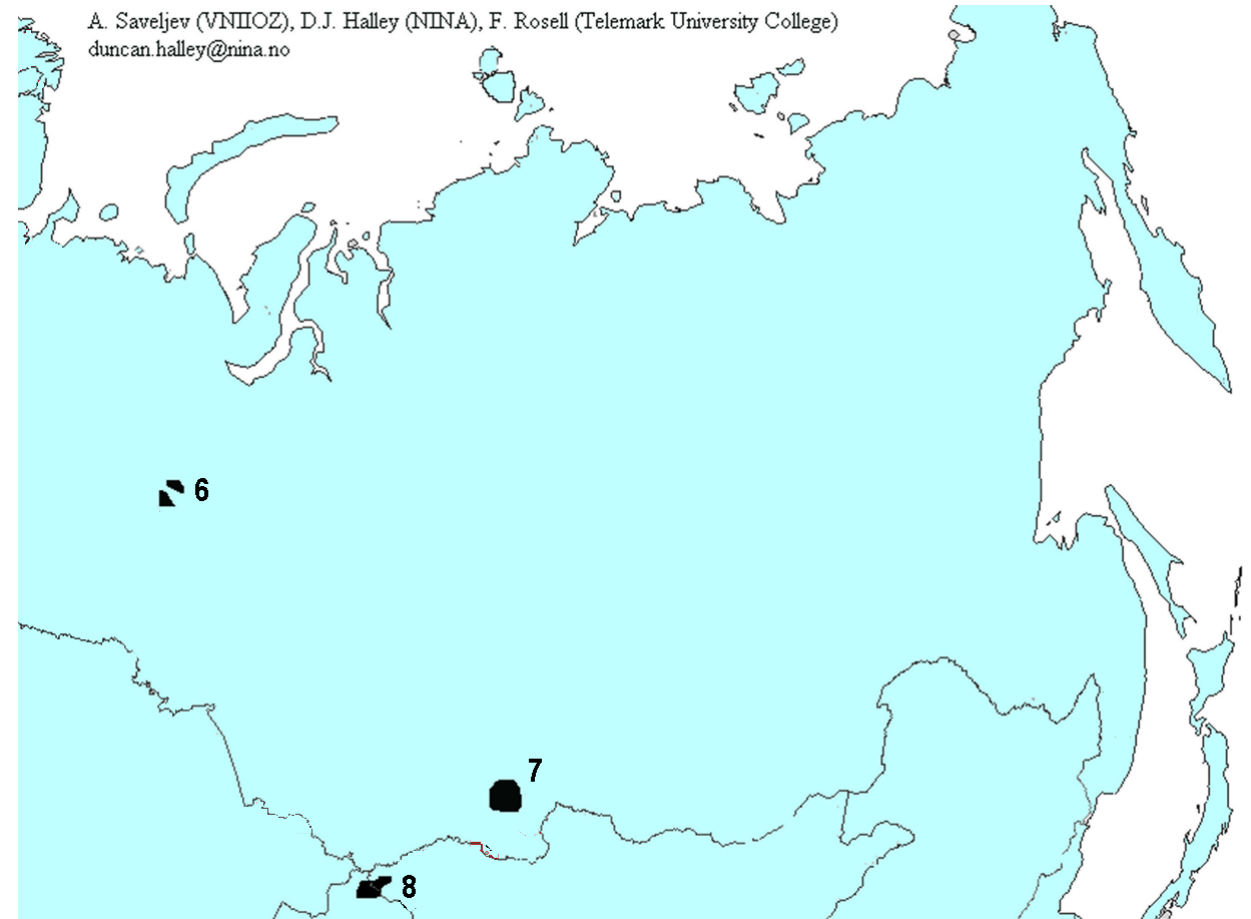 A. Saveljev (VNIIOZ), D.J. Halley (NINA), F. Rosell (Telemark University College)
duncan.halley@nina.no
6
7
8